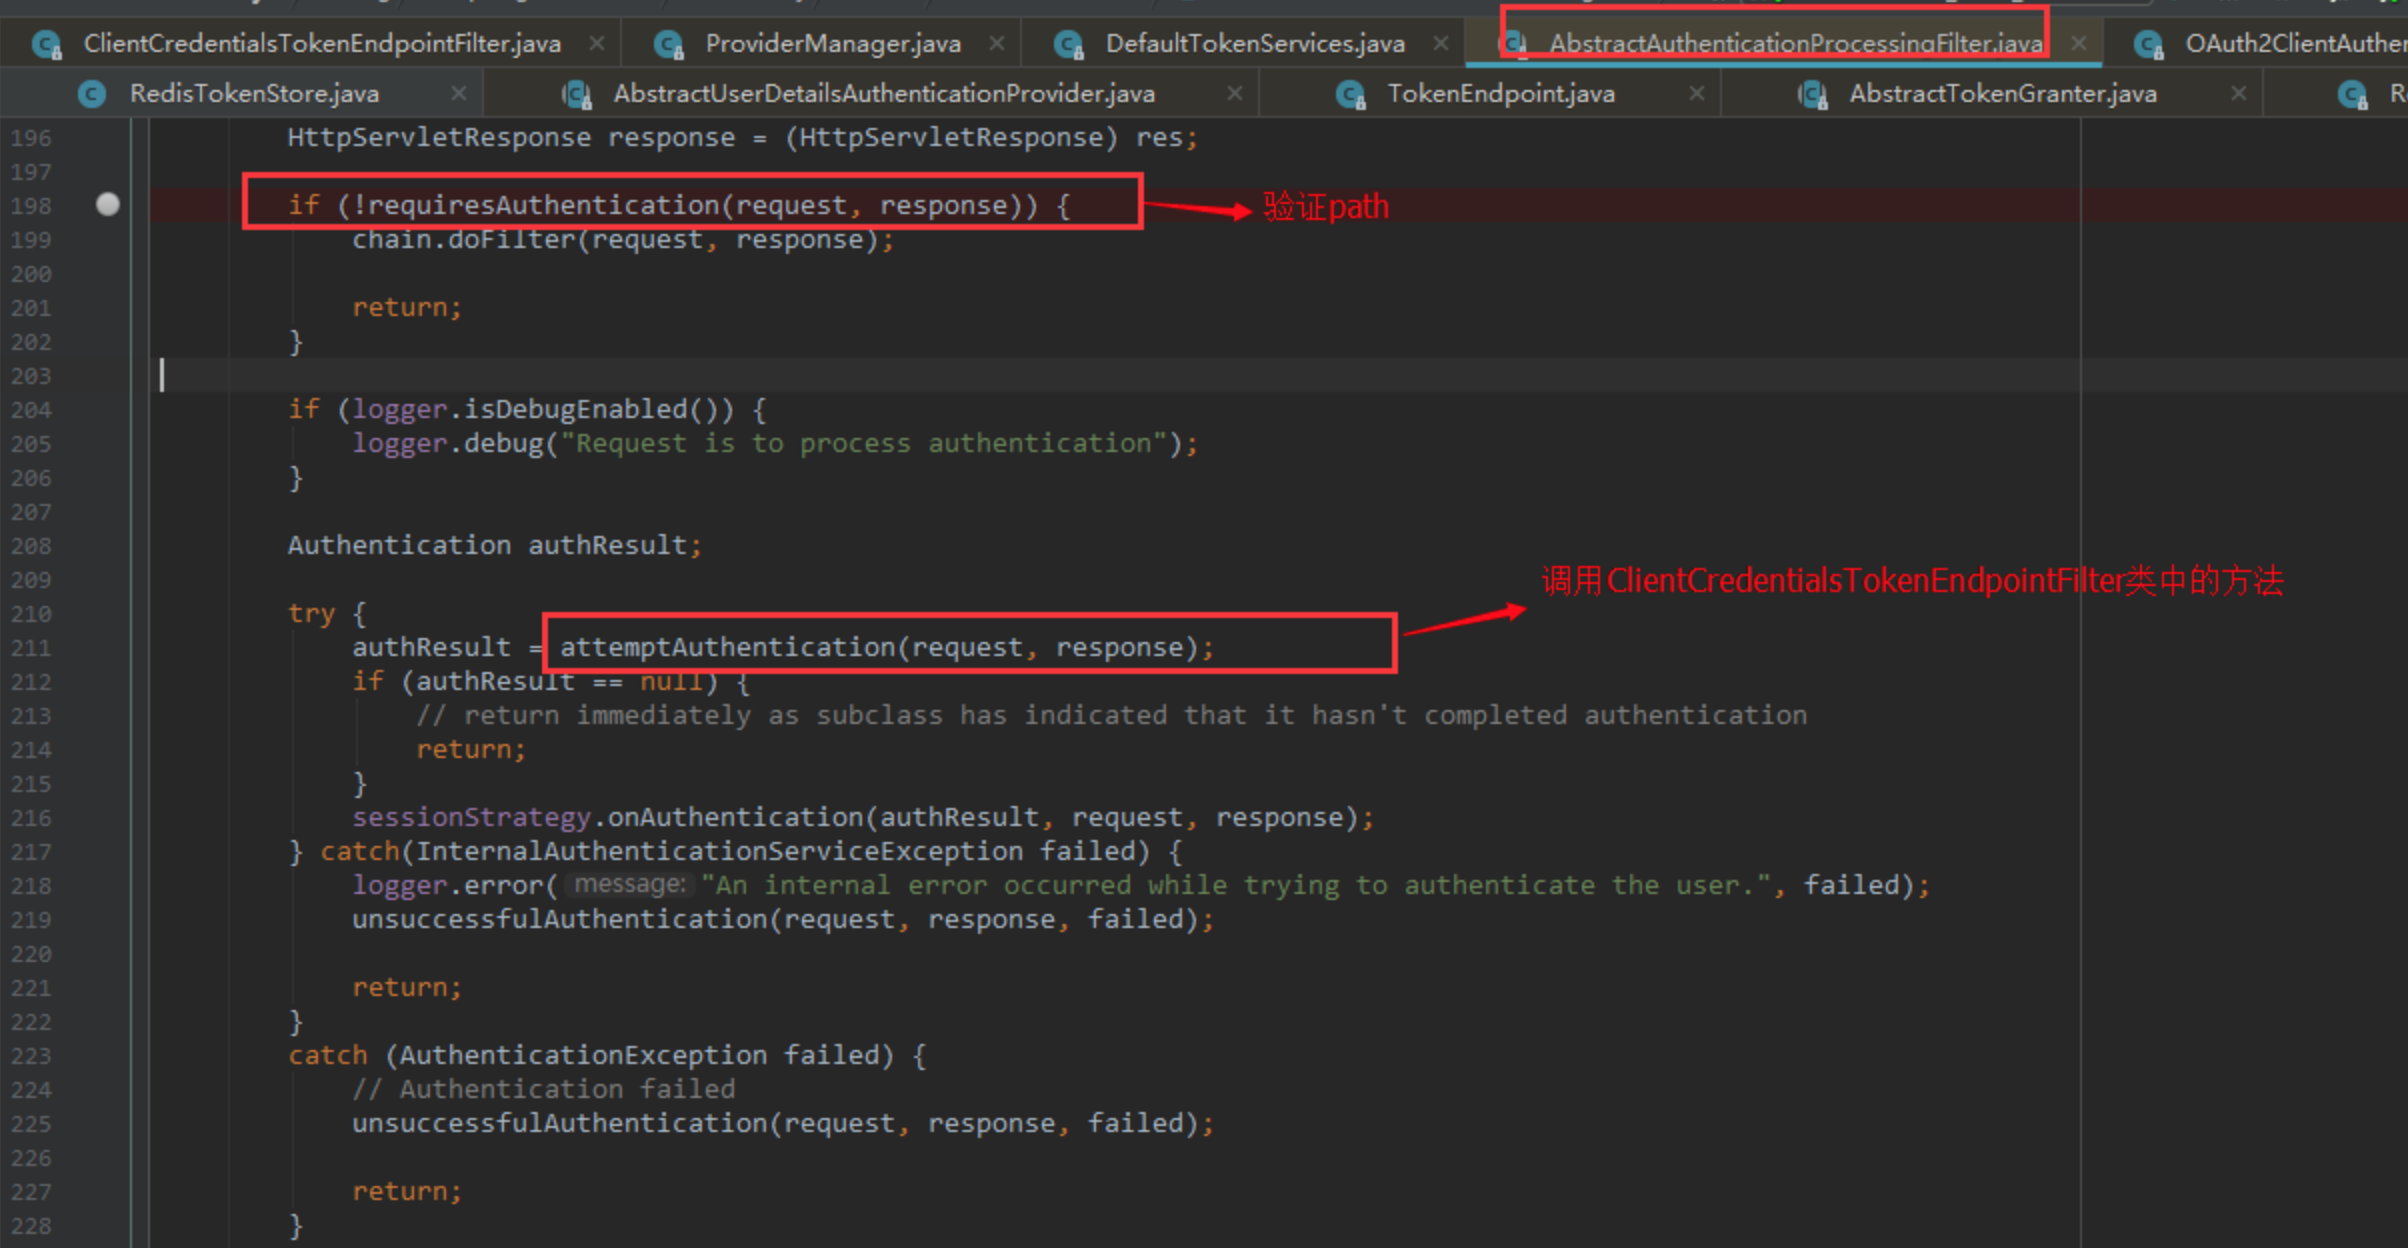 ClientCredentialsTokenEndpointFilter.java ProviderManager.java DefaultTokenServices.java AbstractAuthenticationProcessingFilter.java OAuth2ClientAuthen
RedisTokenStore.java AbstractUserDetailsAuthenticationProvider.java TokenEndpoint.java AbstractTokenGranter.java
196 HttpServletResponse response = (HttpServletResponse) res;
197
198 if (!requiresAuthentication(request, response)) { 验证path
199 chain.doFilter(request, response);
200
201 return;
202 }
203
204 if (logger.isDebugEnabled()) {
205 logger.debug("Request is to process authentication");
206 }
207
208 Authentication authResult;
209
调用ClientCredentialsTokenEndpointFilter类中的方法
210 try {
211 authResult = attemptAuthentication(request, response);
212 if (authResult == null) {
213 // return immediately as subclass has indicated that it hasn't completed authentication
214 return;
215 }
216 sessionStrategy.onAuthentication(authResult, request, response);
217 } catch(InternalAuthenticationServiceException failed) {
218 logger.error( message: "An internal error occurred while trying to authenticate the user.", failed);
219 unsuccessfulAuthentication(request, response, failed);
220
221 return;
222 }
223 catch (AuthenticationException failed) {
224 // Authentication failed
225 unsuccessfulAuthentication(request, response, failed);
226
227 return;
228 }